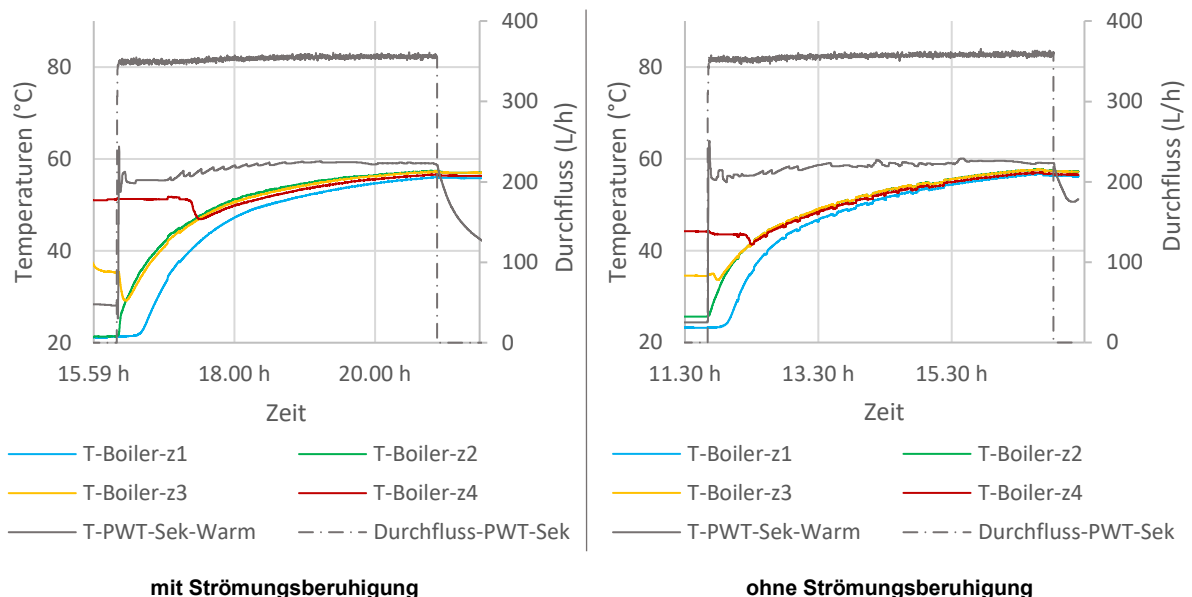 Temperaturen (°C)
80
60
40
20
400
300
200
100
0
Durchfluss (L/h)
15.59 h 18.00 h 20.00 h
Zeit
T-Boiler-z1 T-Boiler-z2
T-Boiler-z3 T-Boiler-z4
T-PWT-Sek-Warm Durchfluss-PWT-Sek
mit Strömungsberuhigung
Temperaturen (°C)
80
60
40
20
400
300
200
100
0
Durchfluss (L/h)
11.30 h 13.30 h 15.30 h
Zeit
T-Boiler-z1 T-Boiler-z2
T-Boiler-z3 T-Boiler-z4
T-PWT-Sek-Warm Durchfluss-PWT-Sek
ohne Strömungsberuhigung